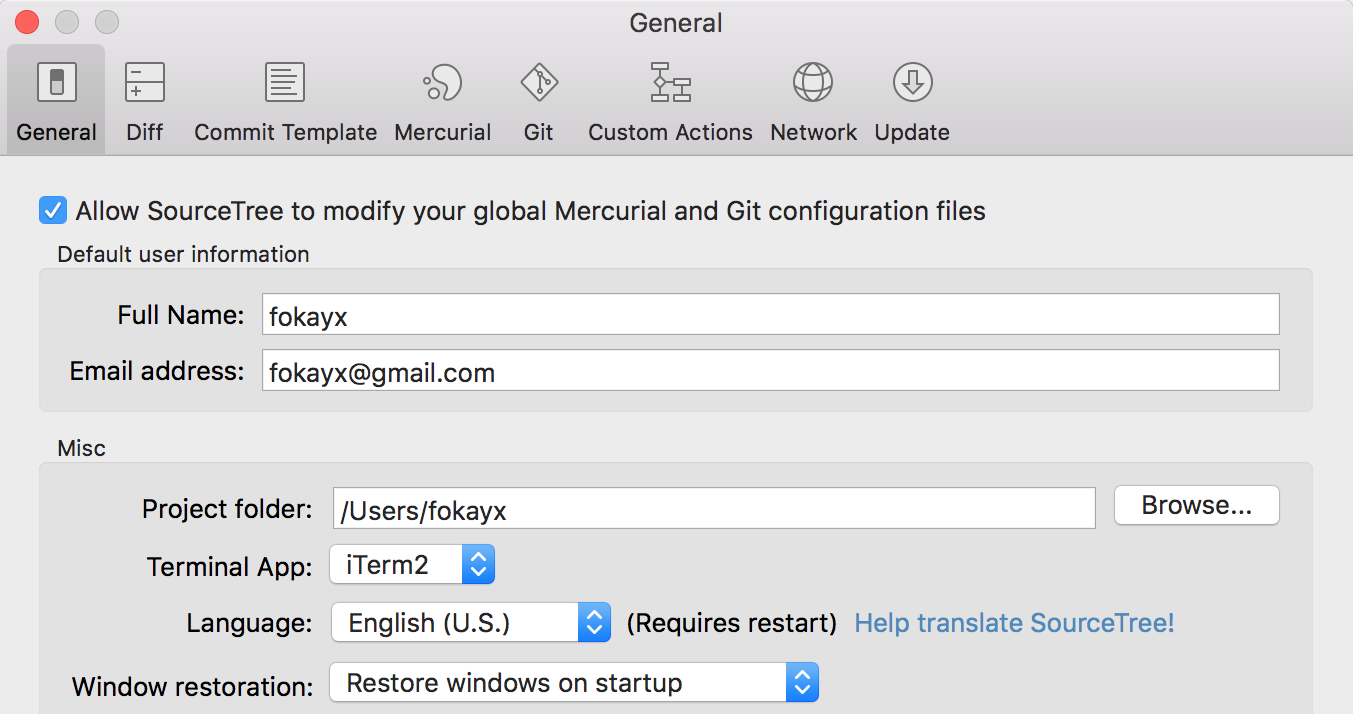 General
General Diff Commit Template Mercurial Git Custom Actions Network Update
Allow SourceTree to modify your global Mercurial and Git configuration files
Default user information
Full Name: fokayx
Email address: fokayx@gmail.com
Misc
Project folder: /Users/fokayx Browse...
Terminal App: iTerm2
Language: English (U.S.) (Requires restart) Help translate SourceTree!
Window restoration: Restore windows on startup